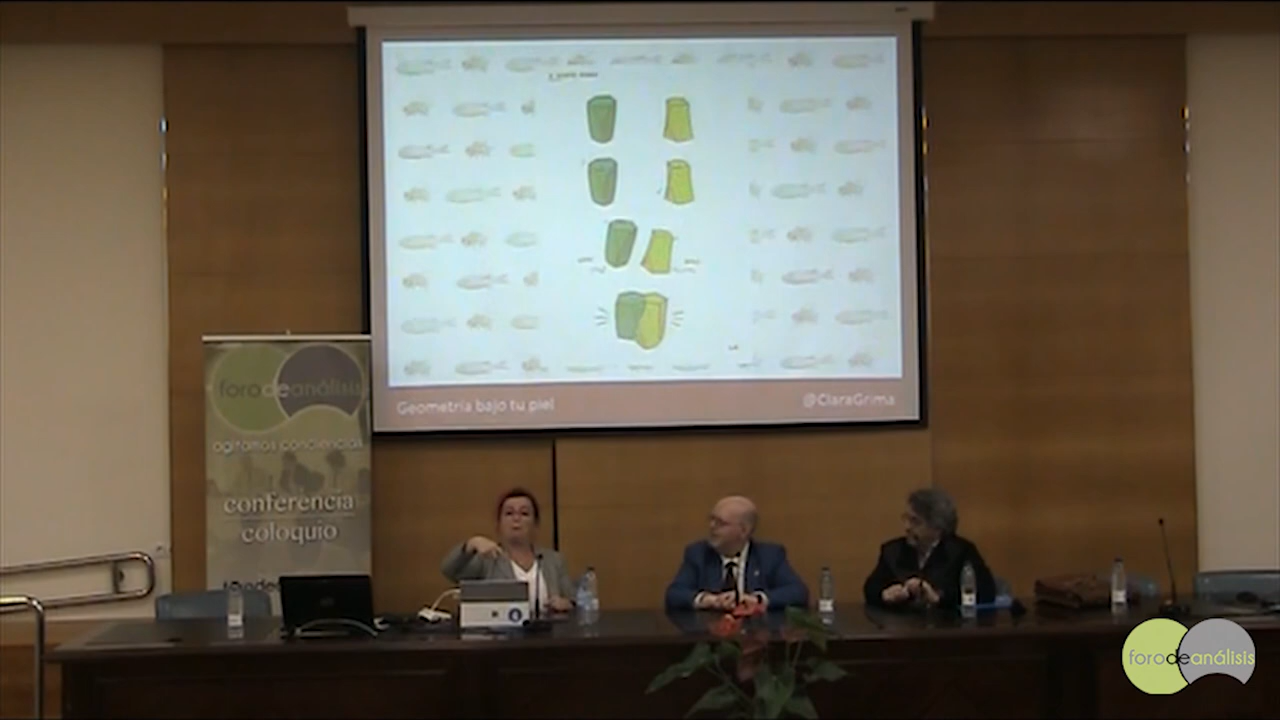 Geometría bajo tu piel
@ClaraGrima
forodeanálisis
agitamos conciencias
conferencia
coloquio
forodeanálisis